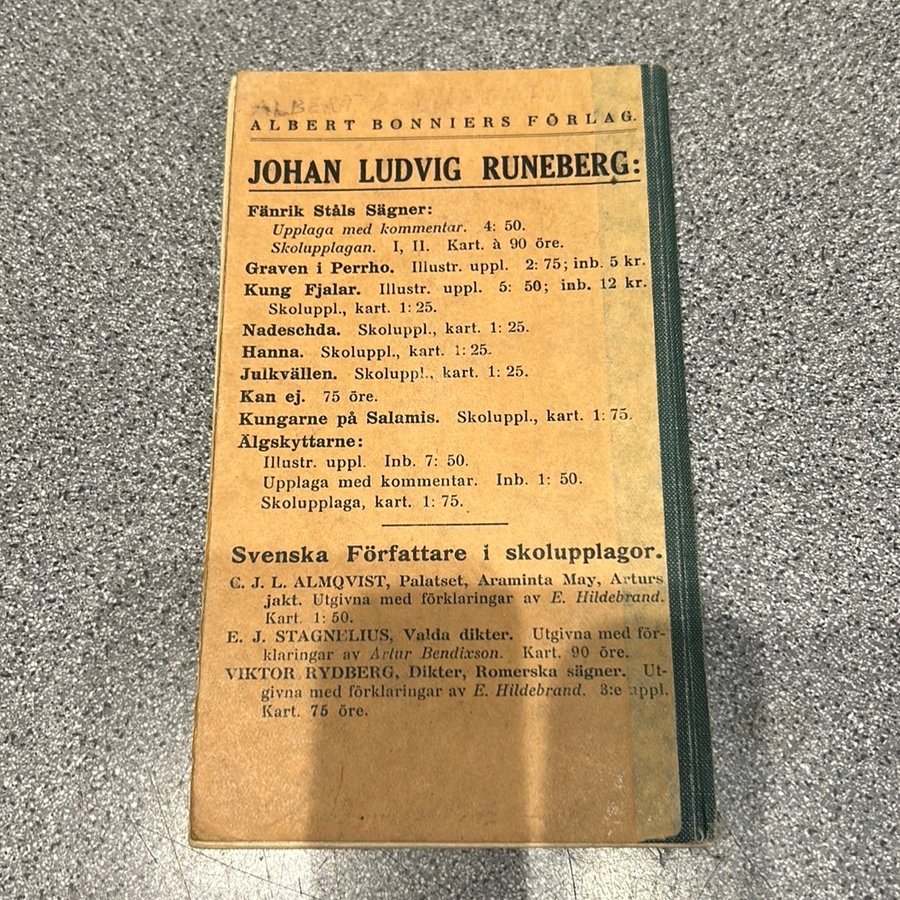 ALBERT
ALBERT BONNIERS FÖRLAG.
JOHAN LUDVIG RUNEBERG:
Fänrik Ståls Sägner:
Upplaga med kommentar. 4: 50.
Skolupplagan. I, II. Kart. à 90 öre.
Graven i Perrho. Illustr. uppl. 2: 75; inb. 5 kr.
Kung Fjalar. Illustr. uppl. 5: 50; inb. 12 kr.
Skoluppl., kart. 1: 25.
Nadeschda. Skoluppl., kart. 1: 25.
Hanna. Skoluppl., kart. 1: 25.
Julkvällen. Skoluppl., kart. 1: 25.
Kan ej. 75 öre.
Kungarne på Salamis. Skoluppl., kart. 1: 75.
Älgskyttarne:
Illustr. uppl. Inb. 7: 50.
Upplaga med kommentar. Inb. 1: 50.
Skolupplaga, kart. 1: 75.
Svenska Författare i skolupplagor.
C. J. L. ALMQVIST, Palatset, Araminta May, Arturs
jakt. Utgivna med förklaringar av E. Hildebrand.
Kart. 1: 50.
E. J. STAGNELIUS, Valda dikter. Utgivna med för-
klaringar av Artur Bendixson. Kart. 90 öre.
VIKTOR RYDBERG, Dikter, Romerska sägner. Ut-
givna med förklaringar av E. Hildebrand. 3:e uppl.
Kart. 75 öre.